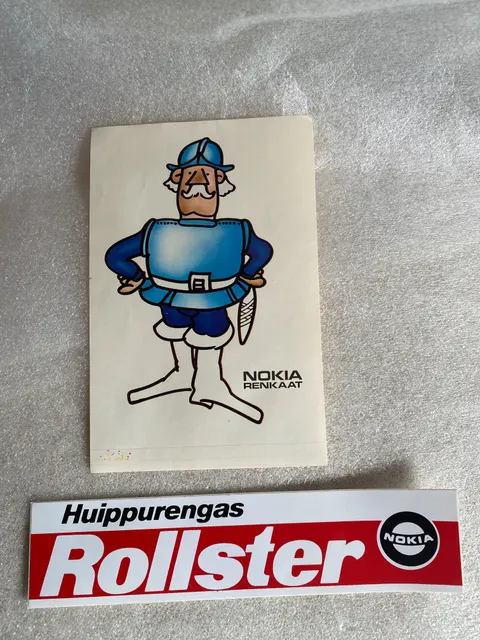 NOKIA
RENKAAT
Huippurengas
Rollster
NOKIA